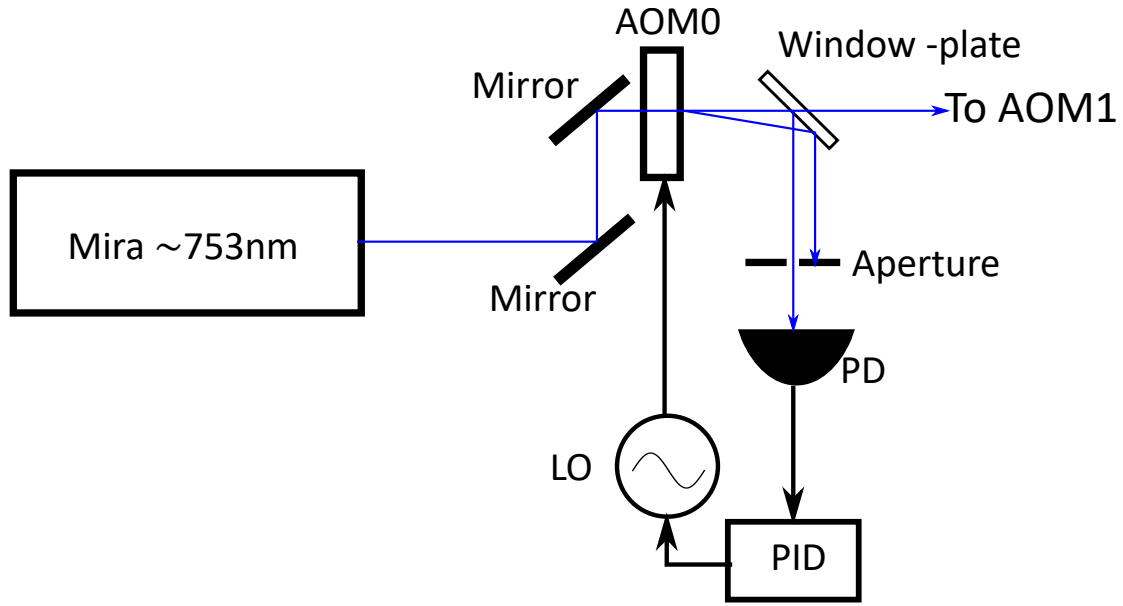 AOM0
Window -plate
Mirror
To AOM1
Mira ~753nm
Aperture
Mirror
PD
LO
PID